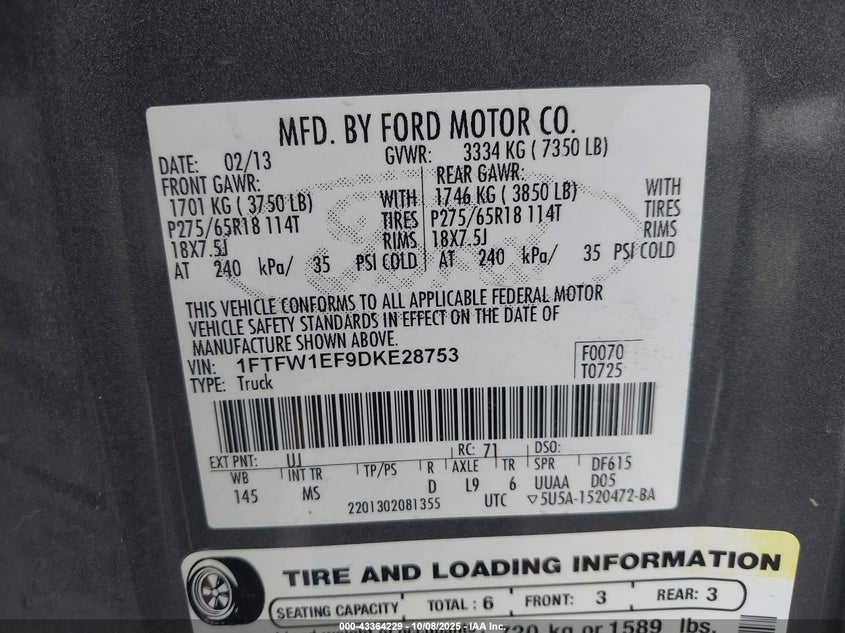 MFD. BY FORD MOTOR CO.
DATE: 02/13 GVWR: 3334 KG ( 7350 LB)
FRONT GAWR: REAR GAWR:
1701 KG ( 3750 LB) WITH 1746 KG ( 3850 LB) WITH
P275/65R18 114T TIRES P275/65R18 114T TIRES
18X7.5J RIMS 18X7.5J RIMS
AT 240 kPa/ 35 PSI COLD AT 240 kPa/ 35 PSI COLD
THIS VEHICLE CONFORMS TO ALL APPLICABLE FEDERAL MOTOR
VEHICLE SAFETY STANDARDS IN EFFECT ON THE DATE OF
MANUFACTURE SHOWN ABOVE.
VIN: 1FTFW1EF9DKE28753 F0070
TYPE: Truck T0725
EXT PNT: UJ RC: 71 DSO:
WB INT TR TP/PS R AXLE TR SPR DF615
145 MS D L9 6 UUAA D05
2201302081355 UTC ▽5U5A-1520472-BA
TIRE AND LOADING INFORMATION
SEATING CAPACITY TOTAL : 6 FRONT: 3 REAR: 3
kg or 1589 lbs.
000-43364229 - 10/08/2025 - IAA Inc.